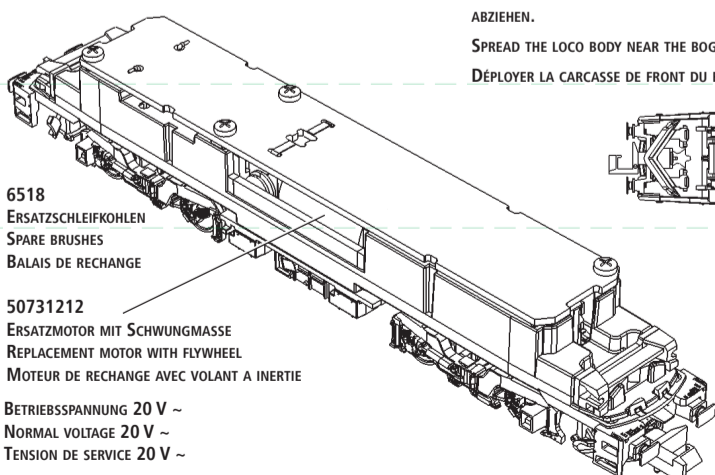 ABZIEHEN.
SPREAD THE LOCO BODY NEAR THE
DÉPLOYER LA CARCASSE DE FRONT DU
6518
ERSATZSCHLEIFKOHLEN
SPARE BRUSHES
BALAIS DE RECHANGE
50731212
ERSATZMOTOR MIT SCHWUNGMASSE
REPLACEMENT MOTOR WITH FLYWHEEL
MOTEUR DE RECHANGE AVEC VOLANT A INERTIE
BETRIEBSSPANNUNG 20 V ~
NORMAL VOLTAGE 20 V ~
TENSION DE SERVICE 20 V ~